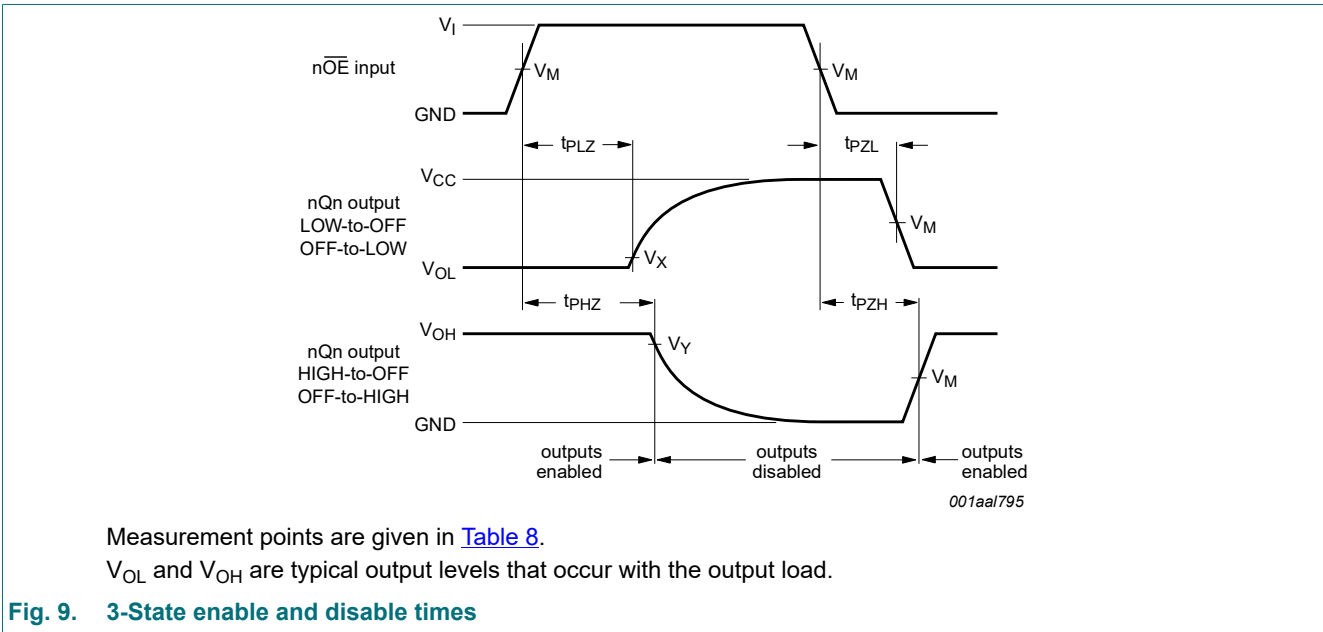 V_I
nOE input
V_M
V_M
GND
t_PLZ
t_PZL
V_CC
nQn output
LOW-to-OFF
OFF-to-LOW
V_M
V_X
V_OL
t_PHZ
t_PZH
V_OH
nQn output
HIGH-to-OFF
OFF-to-HIGH
V_Y
V_M
GND
outputs
enabled
outputs
disabled
outputs
enabled
001aal795
Measurement points are given in Table 8.
V_OL and V_OH are typical output levels that occur with the output load.
Fig. 9. 3-State enable and disable times